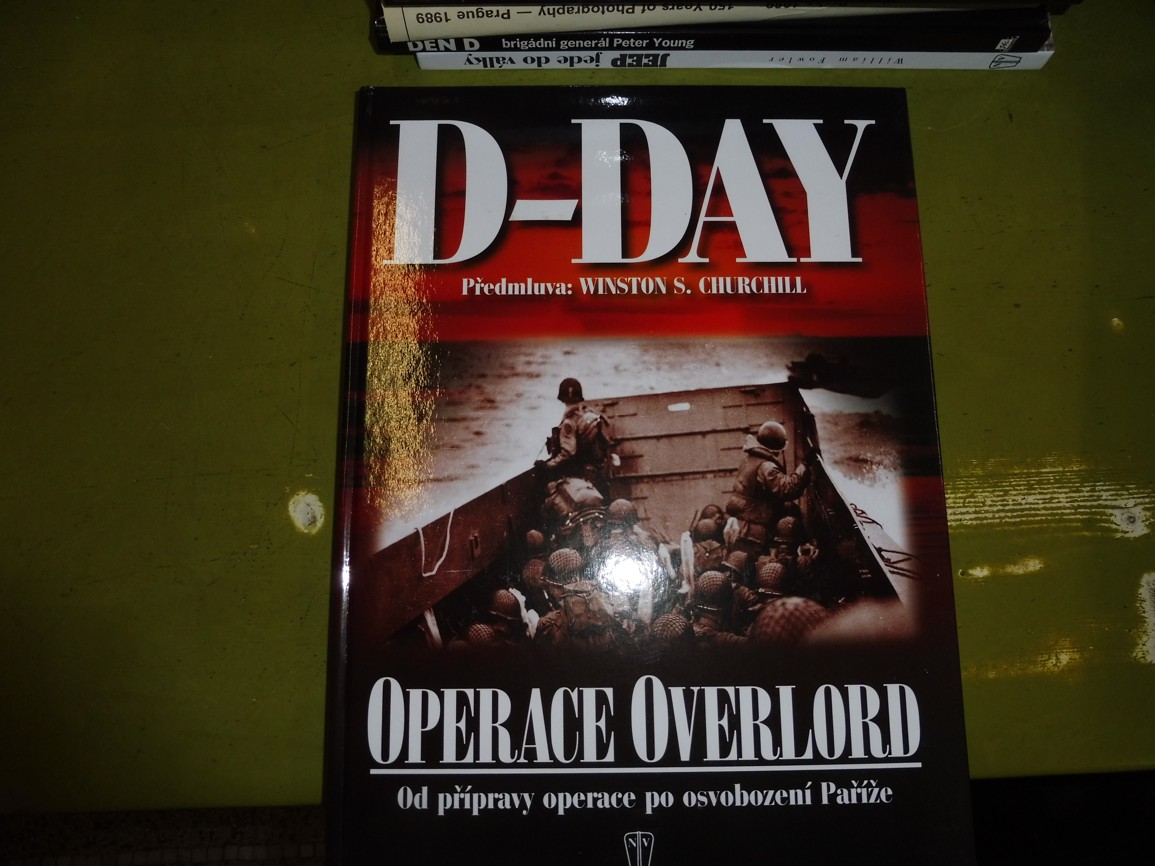 150 Years of Photography — Prague 1989
DEN D brigádní generál Peter Young
JEEP jede do války William Fowler
D-DAY
Předmluva: WINSTON S. CHURCHILL
OPERACE OVERLORD
Od přípravy operace po osvobození Paříže
N V